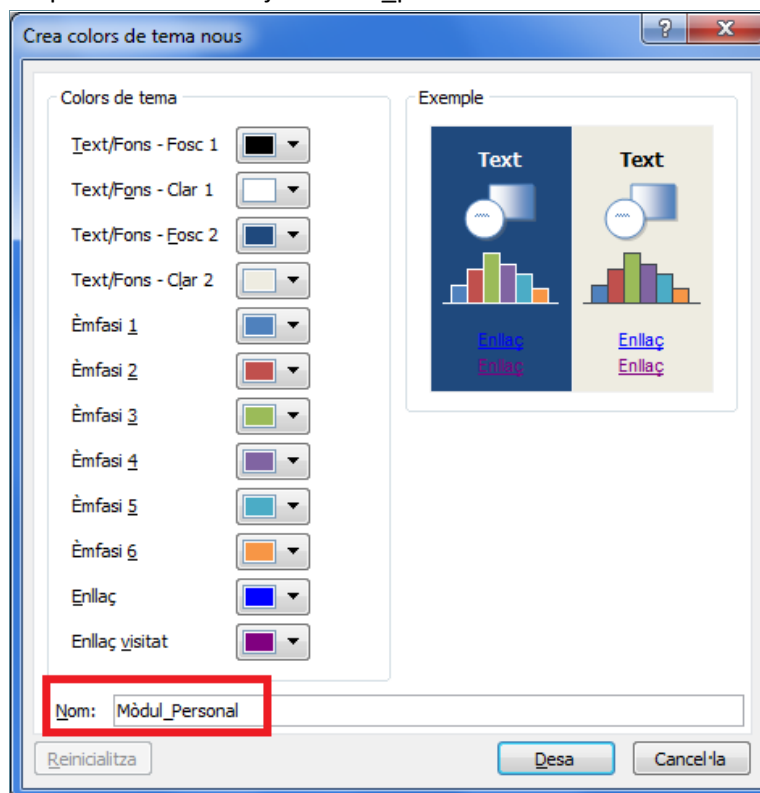 Crea colors de tema nous
Colors de tema
Text/Fons - Fosc 1
Text/Fons - Clar 1
Text/Fons - Fosc 2
Text/Fons - Clar 2
Èmfasi 1
Èmfasi 2
Èmfasi 3
Èmfasi 4
Èmfasi 5
Èmfasi 6
Enllaç
Enllaç visitat
Exemple
Text Text
Enllaç Enllaç
Enllaç Enllaç
Nom: Mòdul_Personal
Reinicialitza Desa Cancel·la